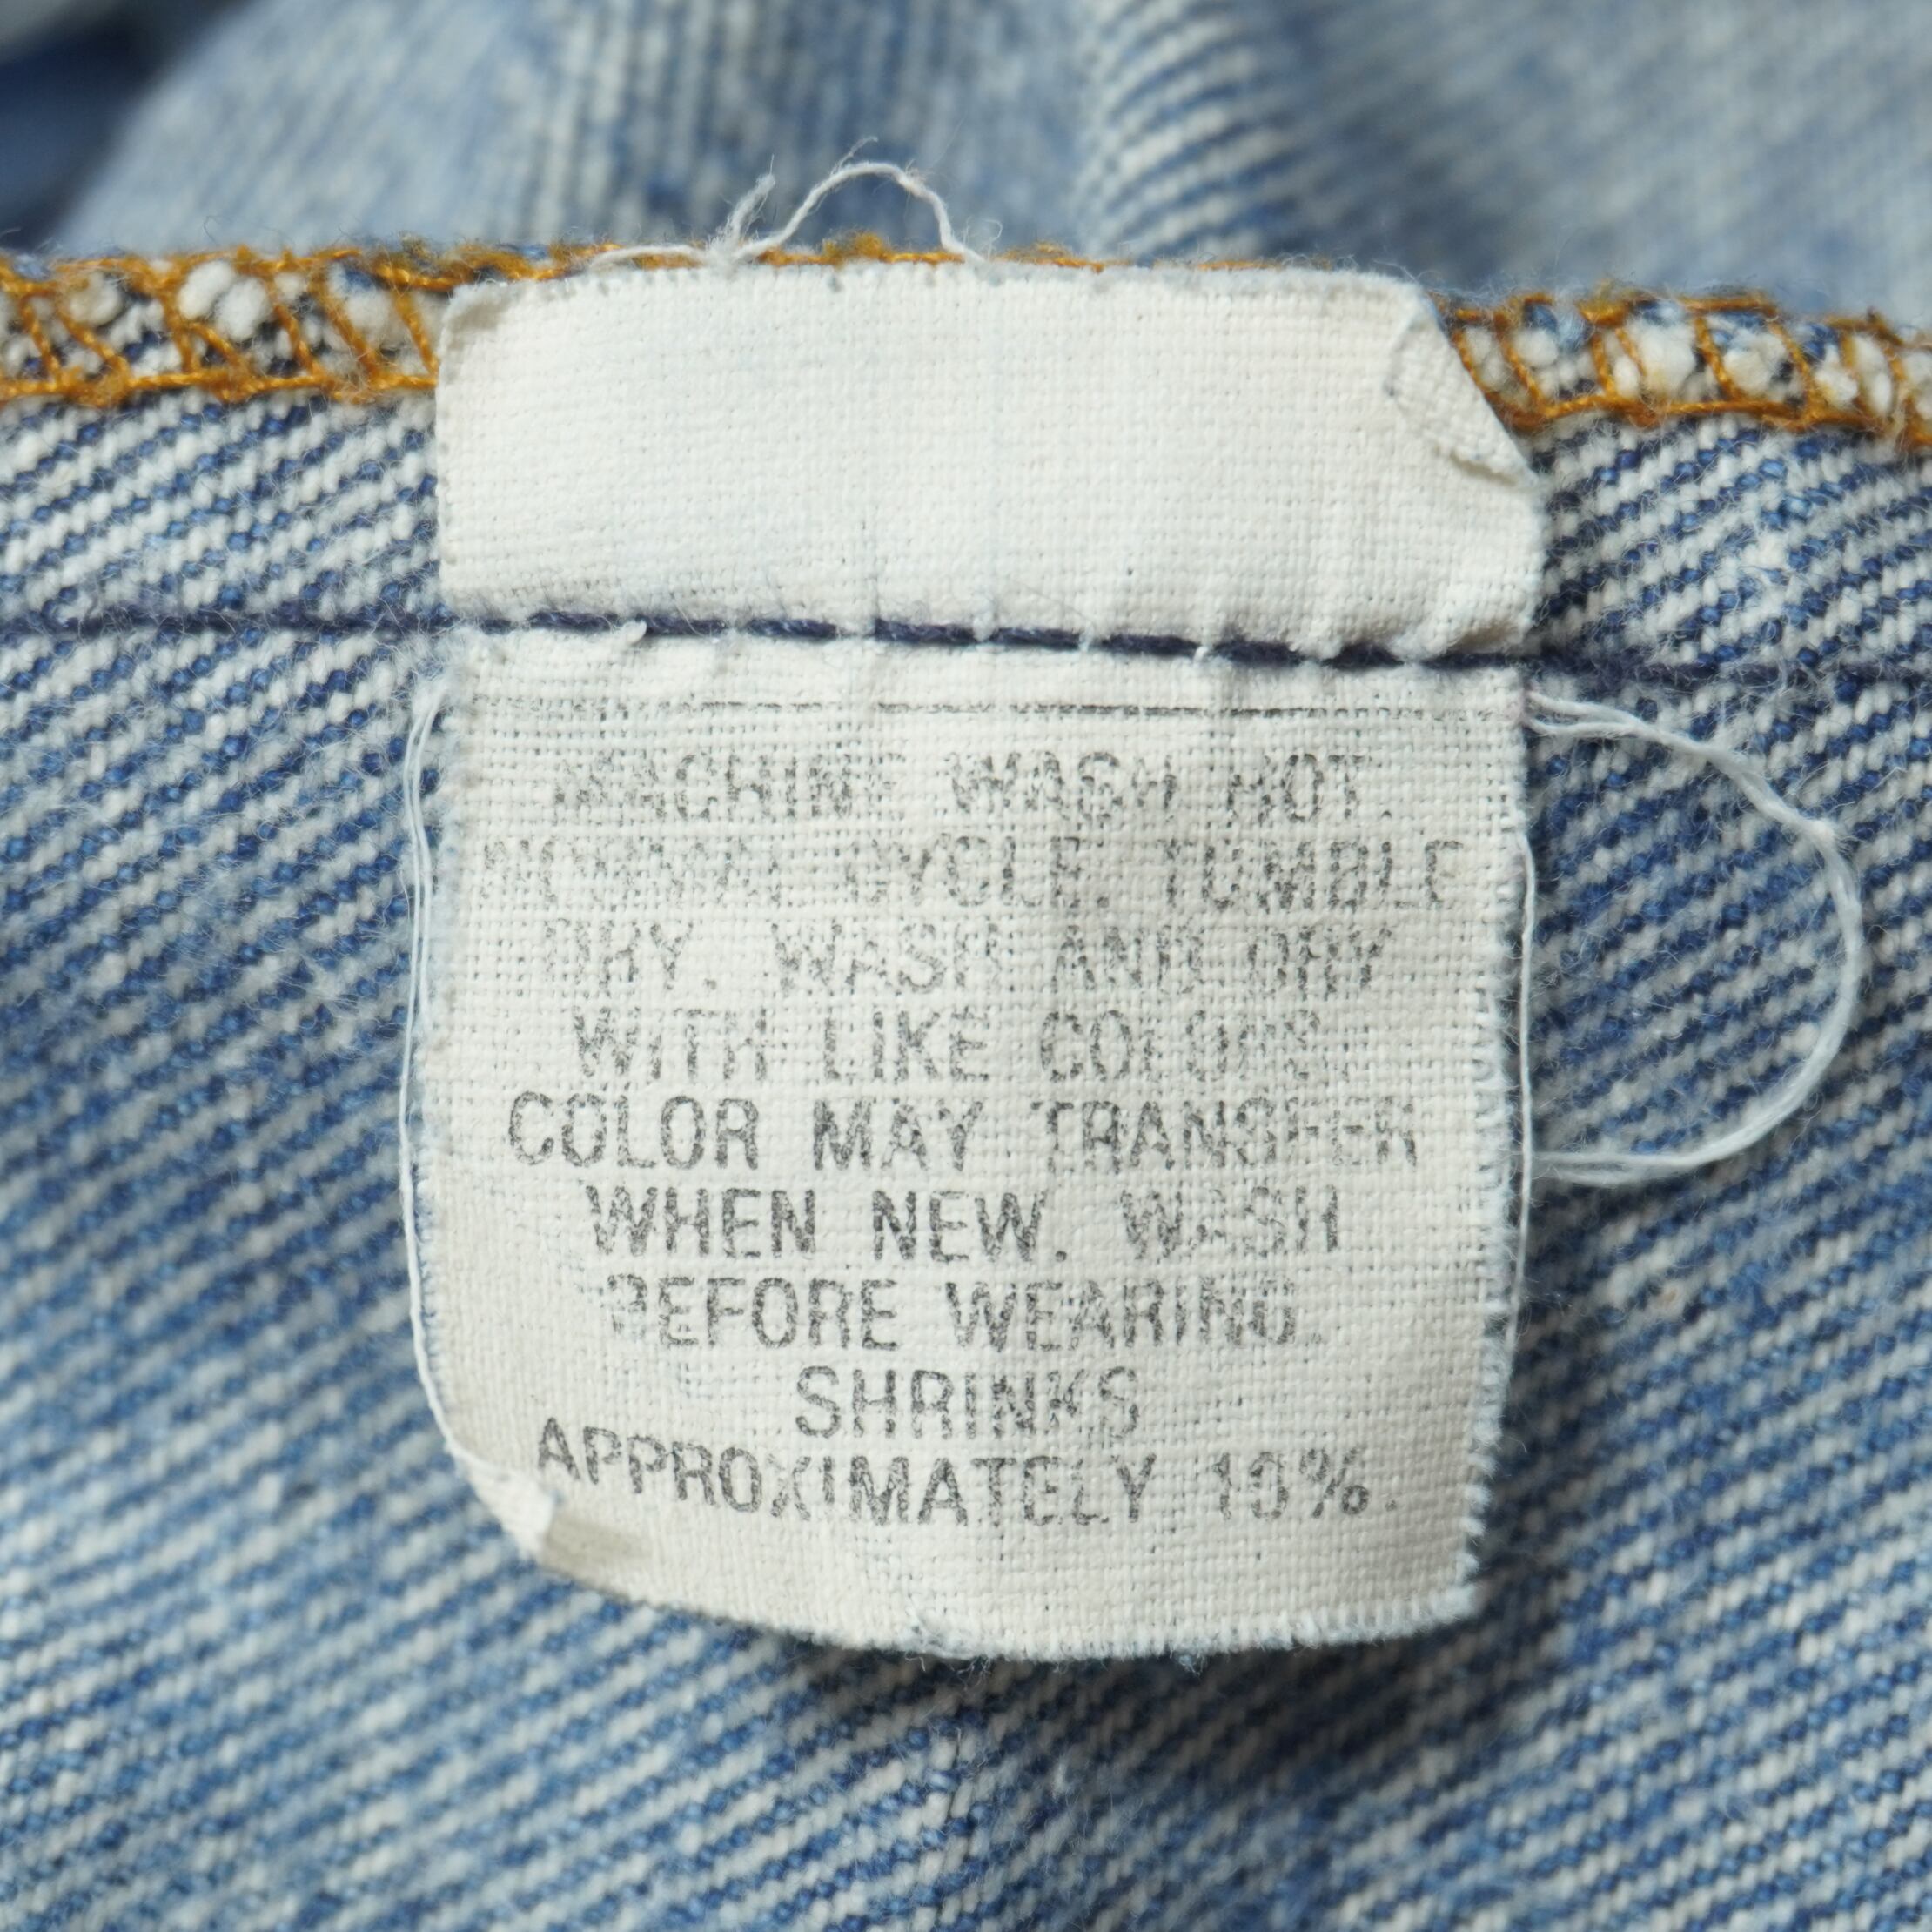 MACHINE WASH HOT.
NORMAL CYCLE. TUMBLE
DRY. WASH AND DRY
WITH LIKE COLORS.
COLOR MAY TRANSFER
WHEN NEW. WASH
BEFORE WEARING.
SHRINKS
APPROXIMATELY 10%.